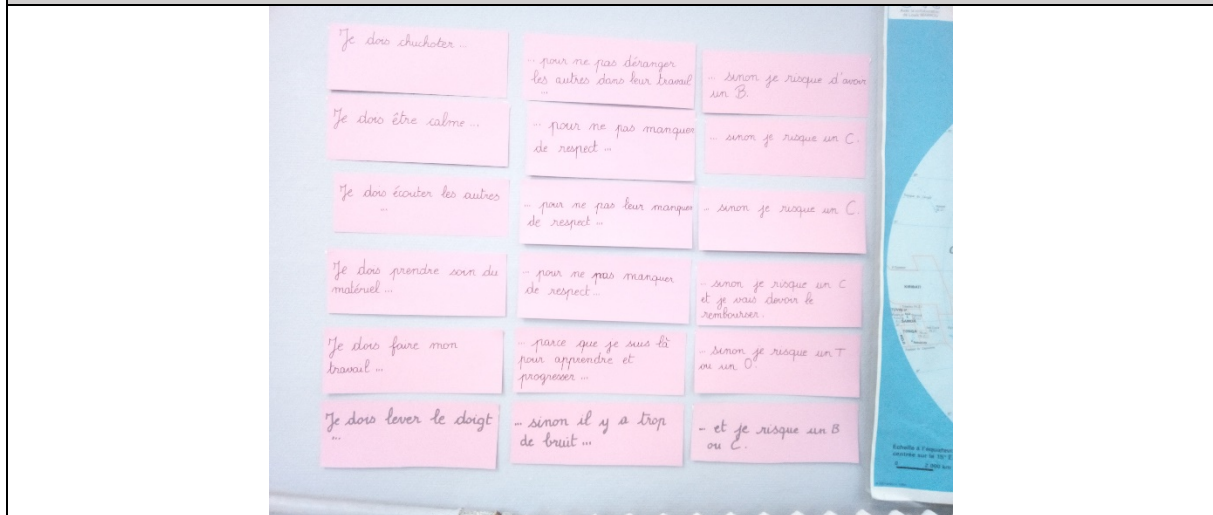 Je dois chuchoter ...
... pour ne pas déranger
les autres dans leur travail
...
... sinon je risque d'avoir
un B.
Je dois être calme ...
... pour ne pas manquer
de respect ...
... sinon je risque un C.
Je dois écouter les autres
...
... pour ne pas leur manquer
de respect ...
... sinon je risque un C.
Je dois prendre soin du
matériel ...
... pour ne pas manquer
de respect ...
... sinon je risque un C
et je vais devoir le
rembourser.
Je dois faire mon
travail ...
... parce que je suis là
pour apprendre et
progresser ...
... sinon je risque un T
ou un O.
Je dois lever le doigt
...
... sinon il y a trop
de bruit ...
... et je risque un B
ou C.